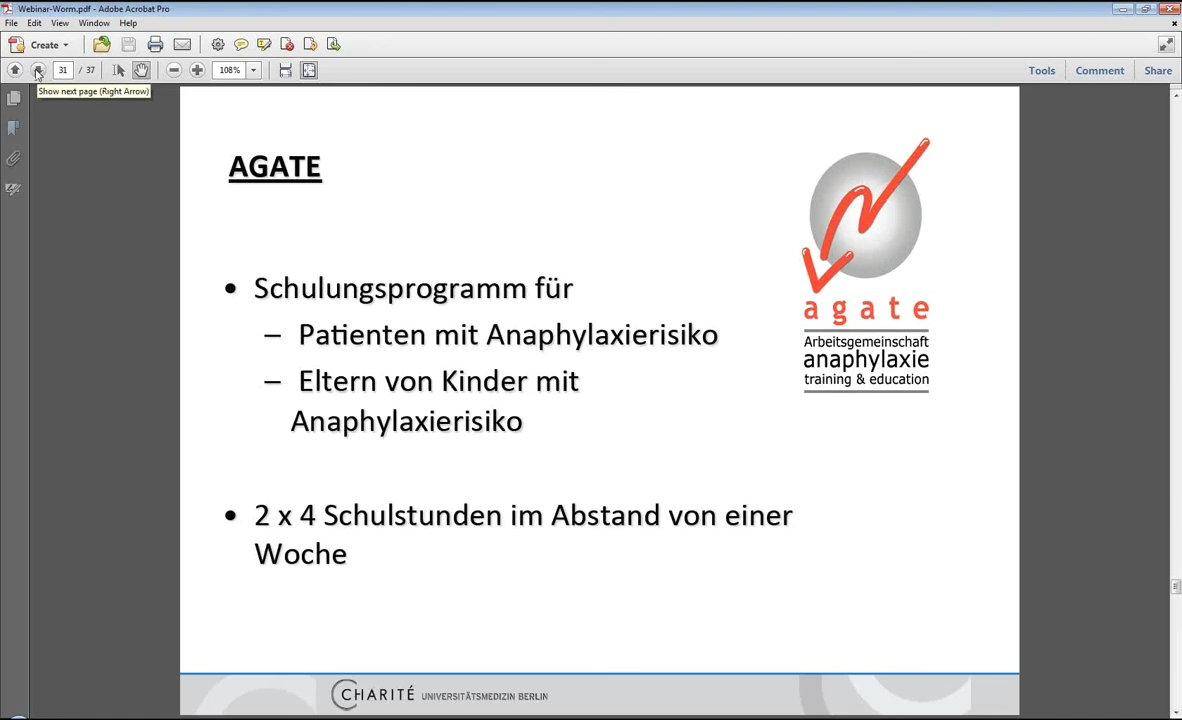 Webinar-Worm.pdf - Adobe Acrobat Pro
File Edit View Window Help
Create
31 / 37 108% Tools Comment Share
Show next page (Right Arrow)
AGATE
• Schulungsprogramm für
– Patienten mit Anaphylaxierisiko
– Eltern von Kinder mit
Anaphylaxierisiko
• 2 x 4 Schulstunden im Abstand von einer
Woche
agate
Arbeitsgemeinschaft
anaphylaxie
training & education
CHARITÉ UNIVERSITÄTSMEDIZIN BERLIN